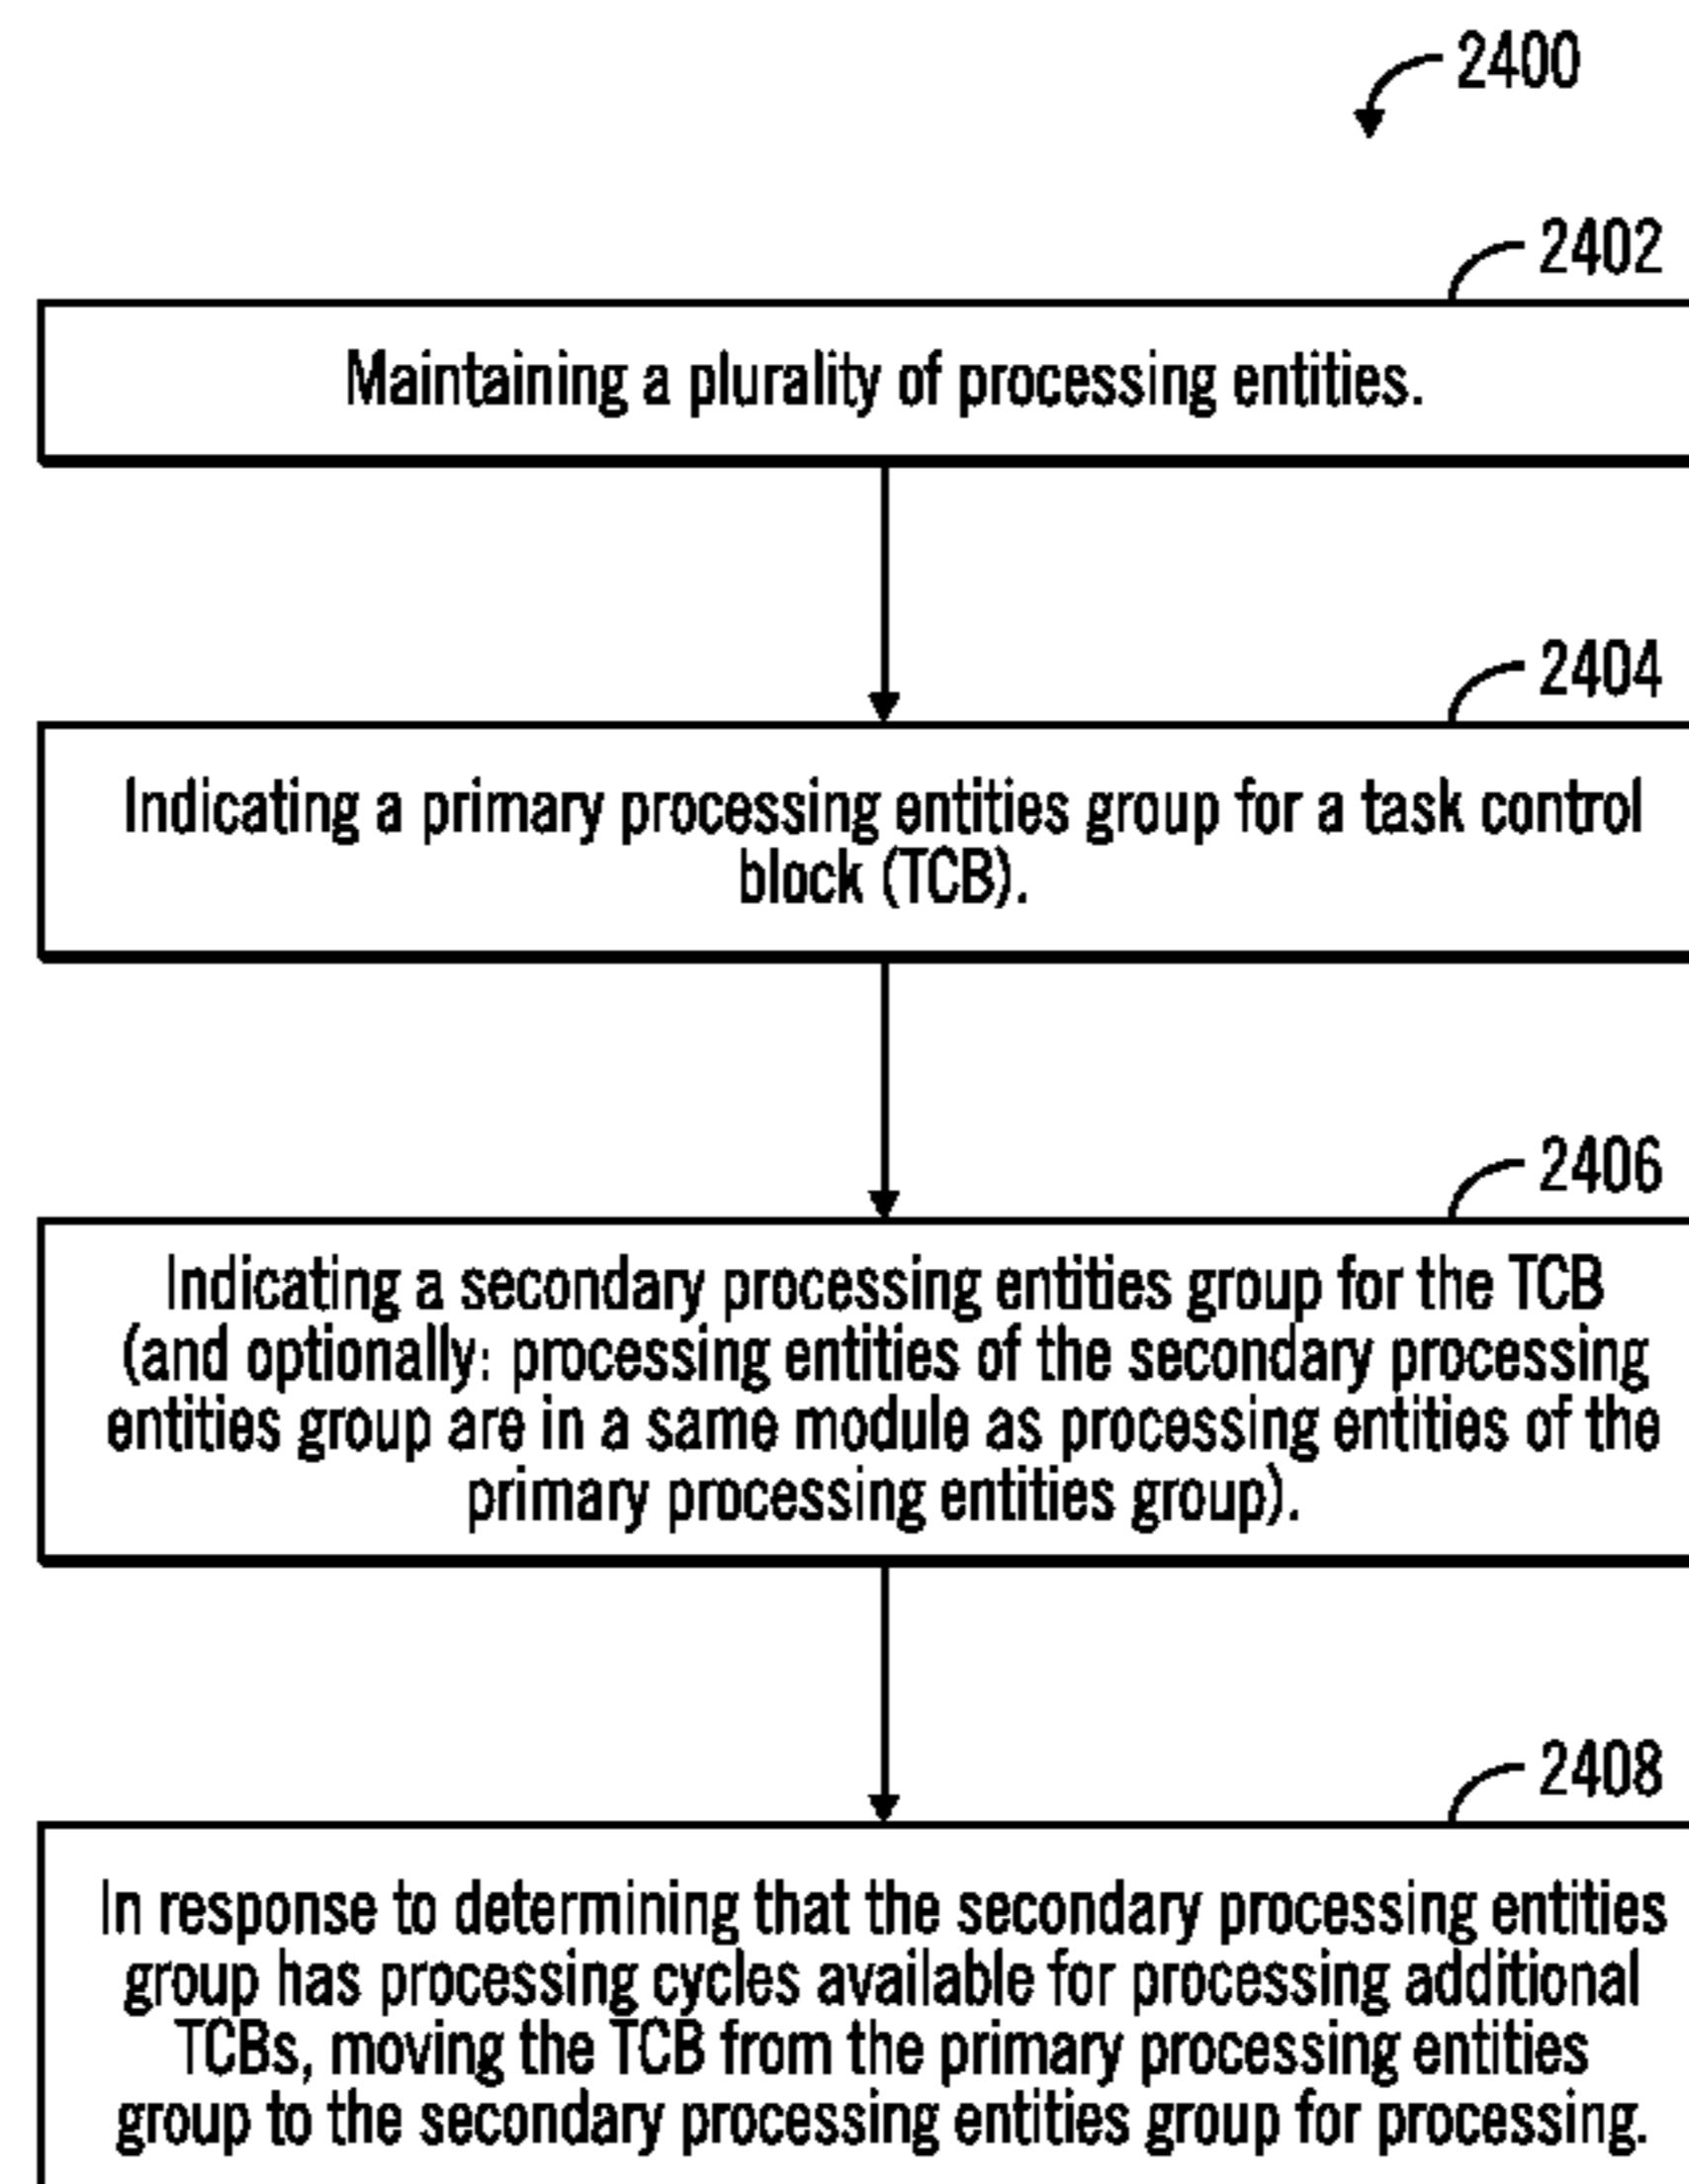 2400
2402
Maintaining a plurality of processing entities.
2404
Indicating a primary processing entities group for a task control
block (TCB).
2406
Indicating a secondary processing entities group for the TCB
(and optionally: processing entities of the secondary processing
entities group are in a same module as processing entities of the
primary processing entities group).
2408
In response to determining that the secondary processing entities
group has processing cycles available for processing additional
TCBs, moving the TCB from the primary processing entities
group to the secondary processing entities group for processing.